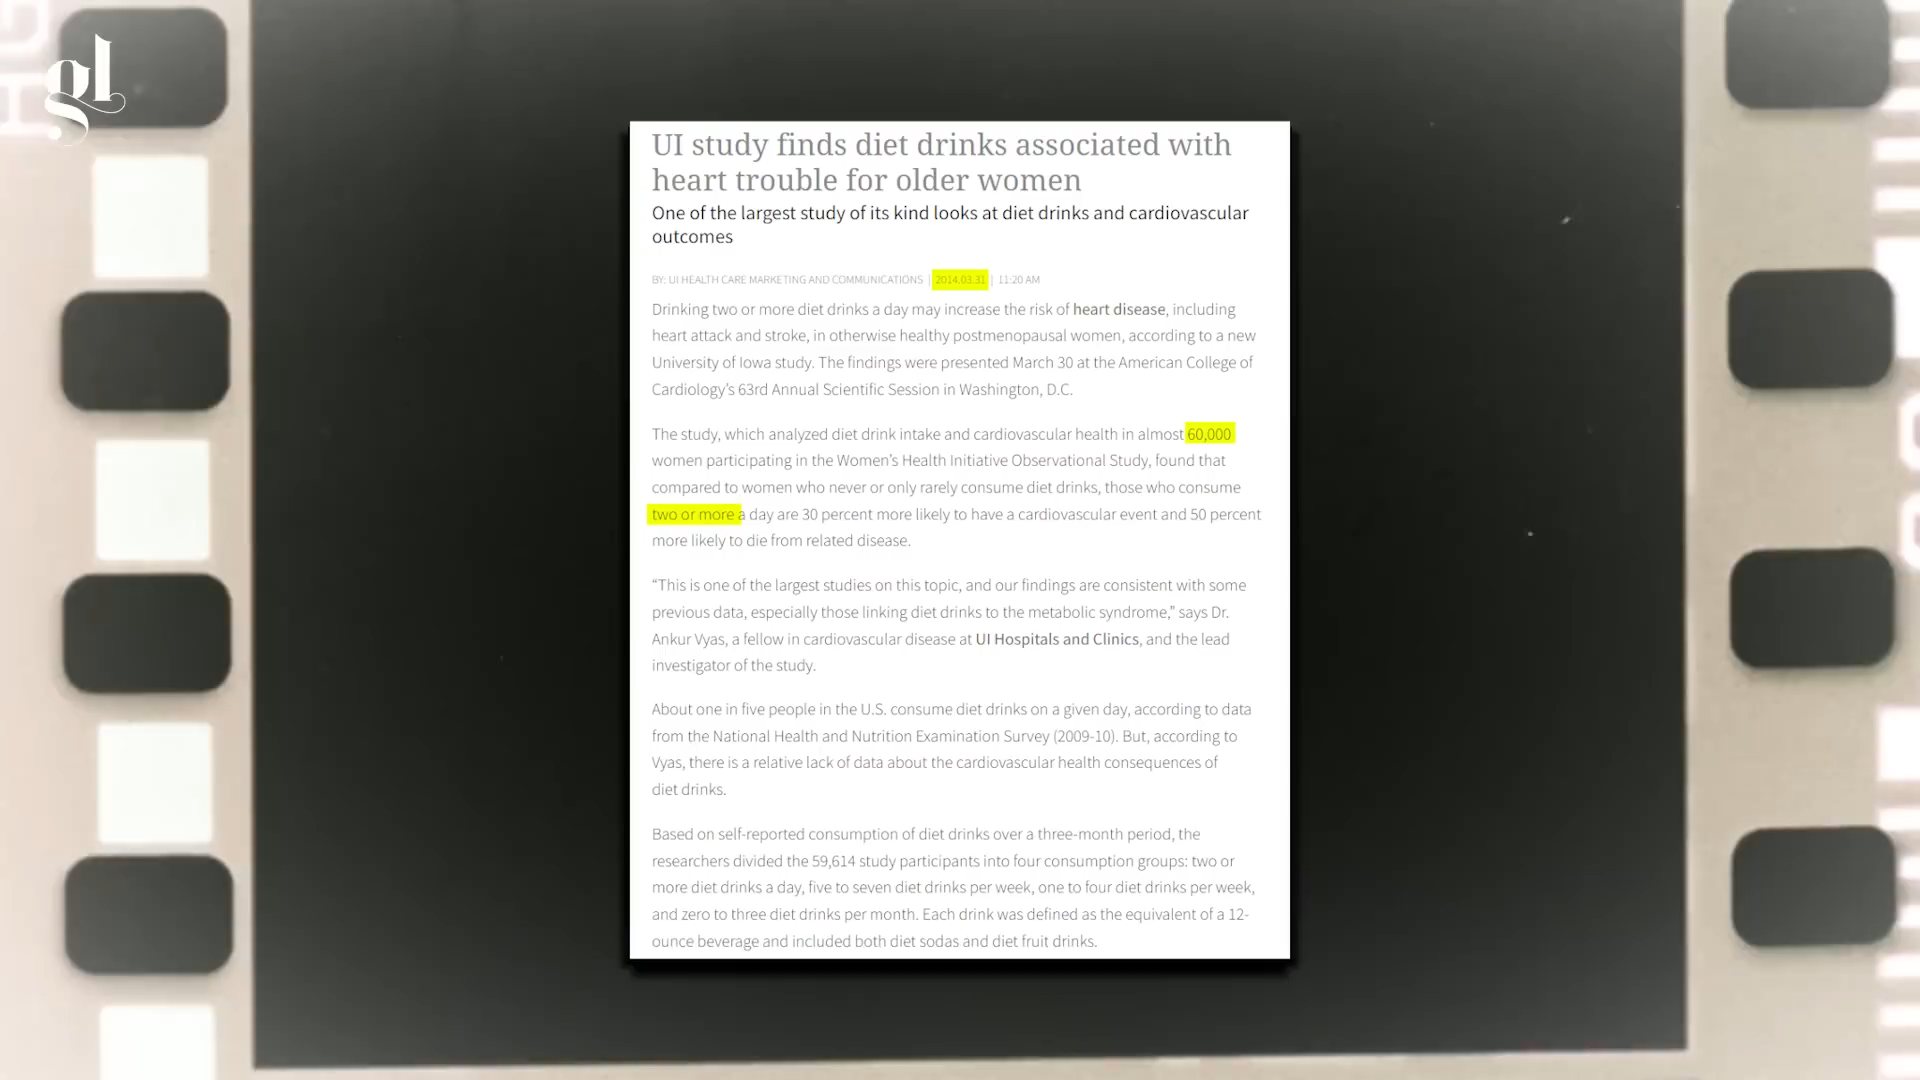 gl
UI study finds diet drinks associated with
heart trouble for older women
One of the largest study of its kind looks at diet drinks and cardiovascular
outcomes
BY: UI HEALTH CARE MARKETING AND COMMUNICATIONS | 2014.03.31 | 11:20 AM
Drinking two or more diet drinks a day may increase the risk of heart disease, including
heart attack and stroke, in otherwise healthy postmenopausal women, according to a new
University of Iowa study. The findings were presented March 30 at the American College of
Cardiology's 63rd Annual Scientific Session in Washington, D.C.
The study, which analyzed diet drink intake and cardiovascular health in almost 60,000
women participating in the Women's Health Initiative Observational Study, found that
compared to women who never or only rarely consume diet drinks, those who consume
two or more a day are 30 percent more likely to have a cardiovascular event and 50 percent
more likely to die from related disease.
“This is one of the largest studies on this topic, and our findings are consistent with some
previous data, especially those linking diet drinks to the metabolic syndrome,” says Dr.
Ankur Vyas, a fellow in cardiovascular disease at UI Hospitals and Clinics, and the lead
investigator of the study.
About one in five people in the U.S. consume diet drinks on a given day, according to data
from the National Health and Nutrition Examination Survey (2009-10). But, according to
Vyas, there is a relative lack of data about the cardiovascular health consequences of
diet drinks.
Based on self-reported consumption of diet drinks over a three-month period, the
researchers divided the 59,614 study participants into four consumption groups: two or
more diet drinks a day, five to seven diet drinks per week, one to four diet drinks per week,
and zero to three diet drinks per month. Each drink was defined as the equivalent of a 12-
ounce beverage and included both diet sodas and diet fruit drinks.